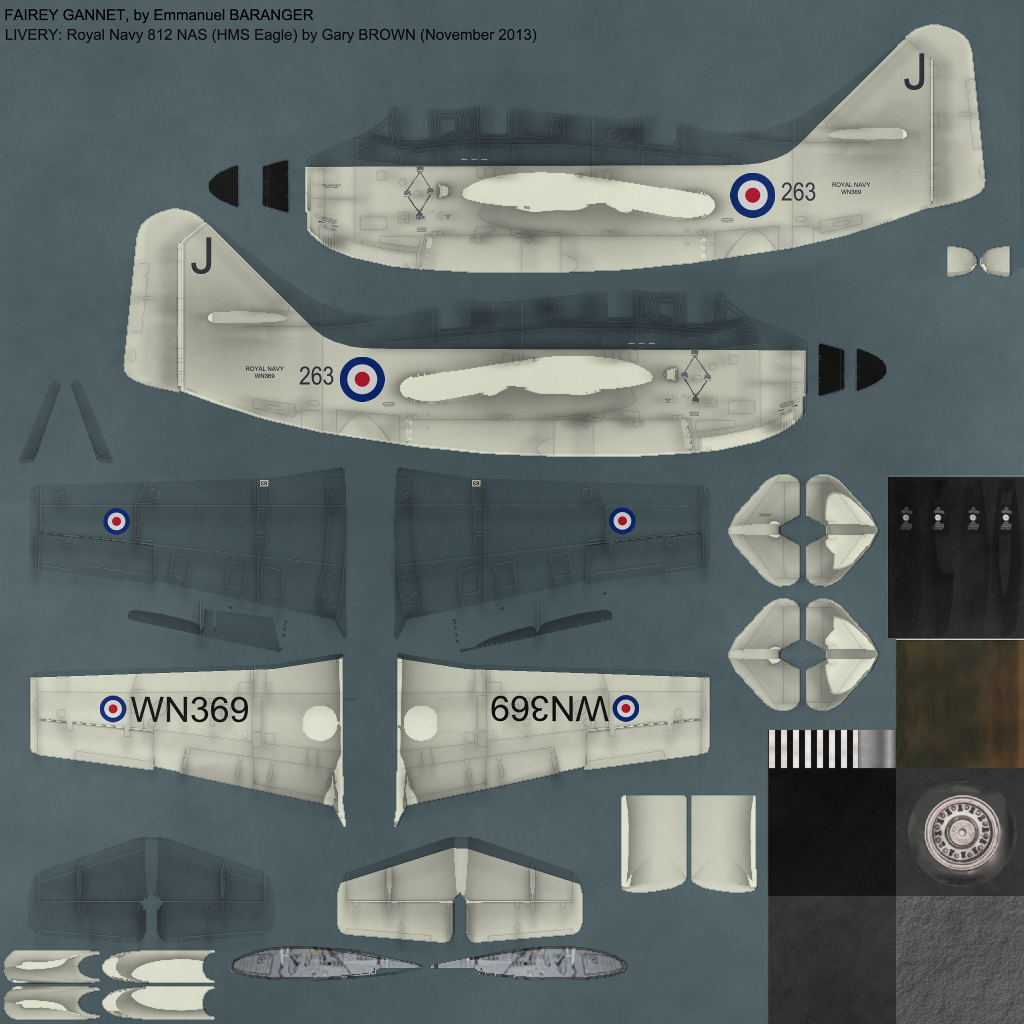 FAIREY GANNET, by Emmanuel BARANGER
LIVERY: Royal Navy 812 NAS (HMS Eagle) by Gary BROWN (November 2013)
J
263
ROYAL NAVY
WN369
J
ROYAL NAVY
WN369
263
WN369
WN369